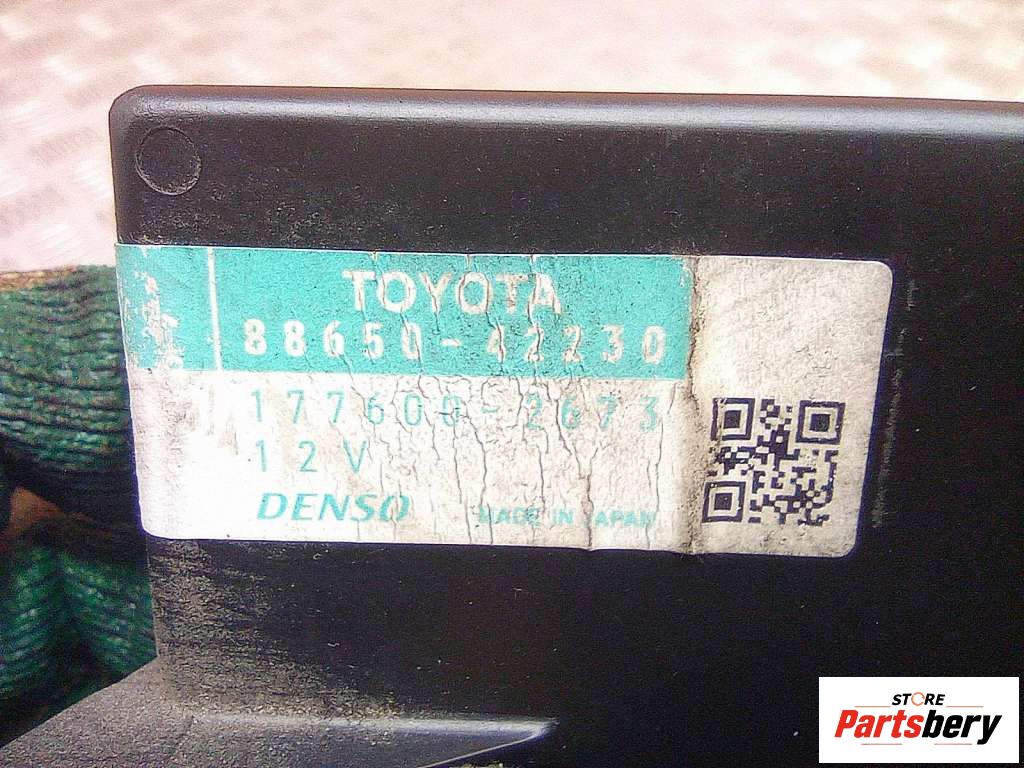 TOYOTA
88650-42230
177600-2673
12V
DENSO MADE IN JAPAN
STORE
Partsbery